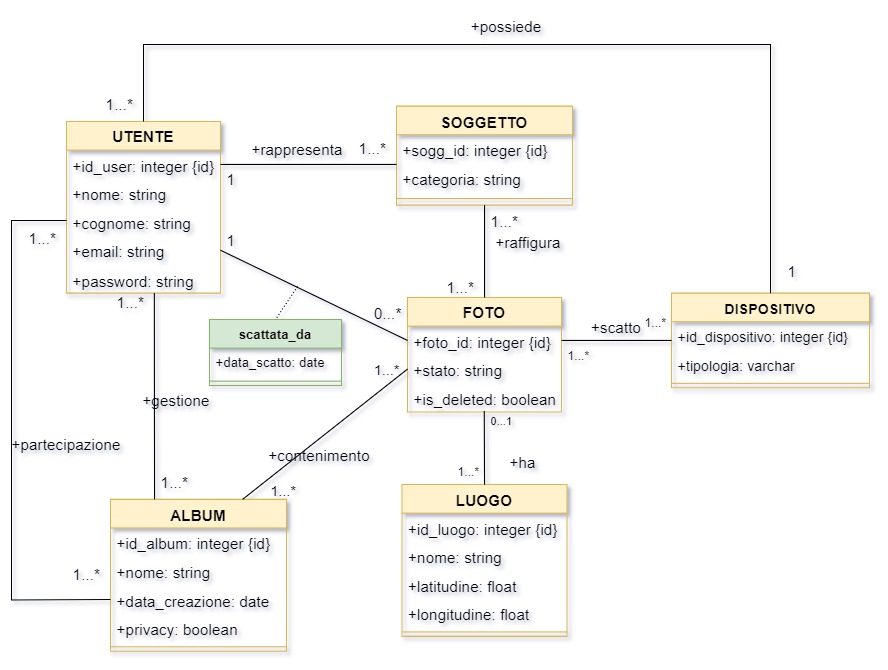 +possiede
1...*
UTENTE
+id_user: integer {id}
+nome: string
+cognome: string
+email: string
+password: string
+rappresenta
1...*
1
SOGGETTO
+sogg_id: integer {id}
+categoria: string
1...*
+raffigura
1...*
1...*
1
0...*
scattata_da
+data_scatto: date
FOTO
+foto_id: integer {id}
+stato: string
+is_deleted: boolean
+scatto
1...*
1...*
1
DISPOSITIVO
+id_dispositivo: integer {id}
+tipologia: varchar
1...*
+gestione
1...*
1...*
+contenimento
1...*
+partecipazione
1...*
0...1
1...*
+ha
ALBUM
+id_album: integer {id}
+nome: string
+data_creazione: date
+privacy: boolean
LUOGO
+id_luogo: integer {id}
+nome: string
+latitudine: float
+longitudine: float